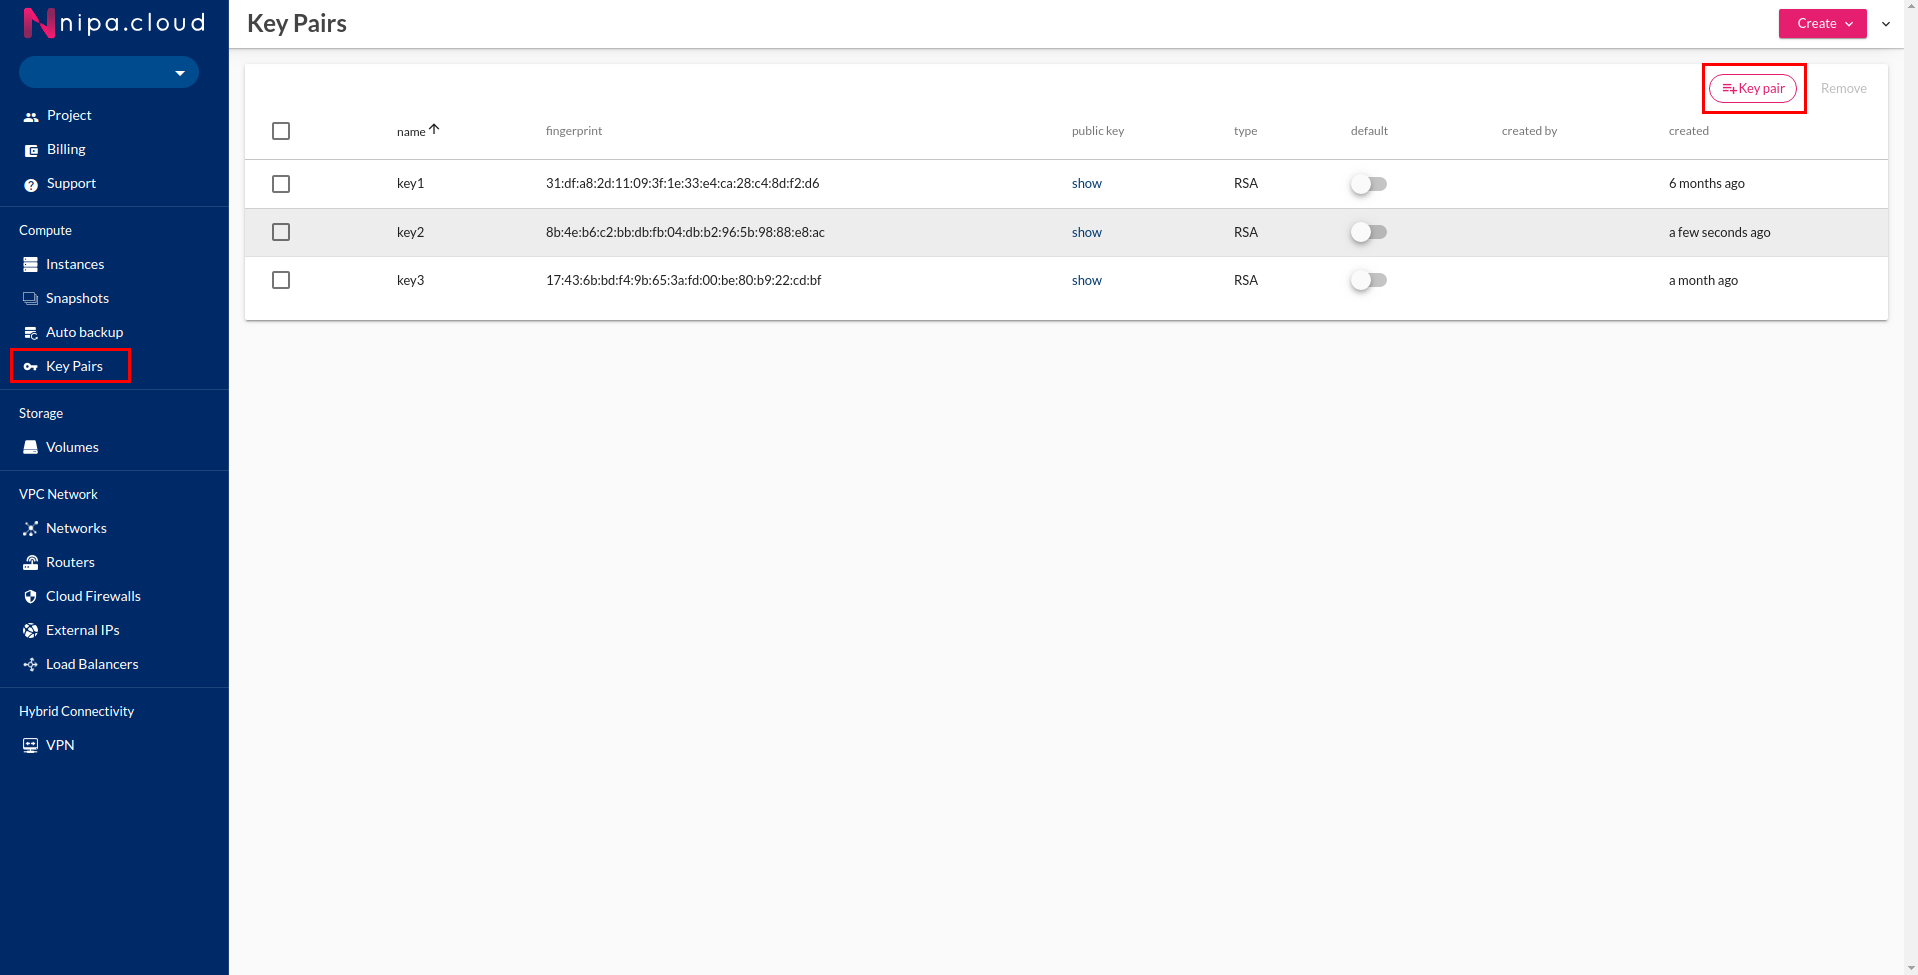 nipa.cloud
Key Pairs
Create
Project
Billing
Support
Compute
Instances
Snapshots
Auto backup
Key Pairs
Storage
Volumes
VPC Network
Networks
Routers
Cloud Firewalls
External IPs
Load Balancers
Hybrid Connectivity
VPN
Key pair Remove
name fingerprint public key type default created by created
key1 31:df:a8:2d:11:09:3f:1e:33:e4:ca:28:c4:8d:f2:d6 show RSA 6 months ago
key2 8b:4e:b6:c2:bb:db:fb:04:db:b2:96:5b:98:88:e8:ac show RSA a few seconds ago
key3 17:43:6b:bd:f4:9b:65:3a:fd:00:be:80:b9:22:cd:bf show RSA a month ago